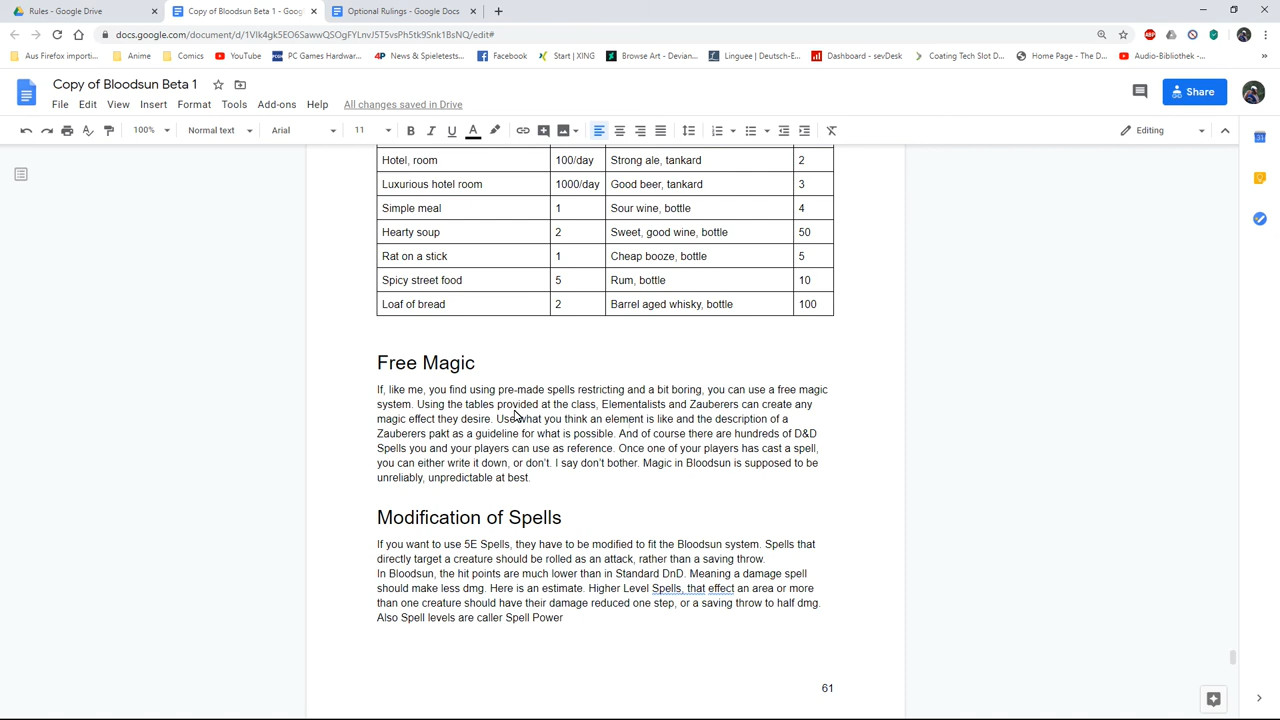 Rules - Google Drive
Copy of Bloodsun Beta 1 - Goog
Optional Rulings - Google Docs
docs.google.com/document/d/1VIk4gk5EO6SawwQSOgFYLnvJ5T5vsPh5tk9Snk1BsNQ/edit#
Aus Firefox importi... Anime Comics YouTube PC Games Hardwar... News & Spieletests... Facebook Start | XING Browse Art - Devian... Linguee | Deutsch-E... Dashboard - sevDesk Coating Tech Slot D... Home Page - The D... Audio-Bibliothek -...
Copy of Bloodsun Beta 1
Share
File Edit View Insert Format Tools Add-ons Help All changes saved in Drive
100% Normal text Arial 11 B I U A Editing
Hotel, room 100/day Strong ale, tankard 2
Luxurious hotel room 1000/day Good beer, tankard 3
Simple meal 1 Sour wine, bottle 4
Hearty soup 2 Sweet, good wine, bottle 50
Rat on a stick 1 Cheap booze, bottle 5
Spicy street food 5 Rum, bottle 10
Loaf of bread 2 Barrel aged whisky, bottle 100
Free Magic
If, like me, you find using pre-made spells restricting and a bit boring, you can use a free magic
system. Using the tables provided at the class, Elementalists and Zauberers can create any
magic effect they desire. Use what you think an element is like and the description of a
Zauberers pakt as a guideline for what is possible. And of course there are hundreds of D&D
Spells you and your players can use as reference. Once one of your players has cast a spell,
you can either write it down, or don't. I say don't bother. Magic in Bloodsun is supposed to be
unreliably, unpredictable at best.
Modification of Spells
If you want to use 5E Spells, they have to be modified to fit the Bloodsun system. Spells that
directly target a creature should be rolled as an attack, rather than a saving throw.
In Bloodsun, the hit points are much lower than in Standard DnD. Meaning a damage spell
should make less dmg. Here is an estimate. Higher Level Spells, that effect an area or more
than one creature should have their damage reduced one step, or a saving throw to half dmg.
Also Spell levels are caller Spell Power
61